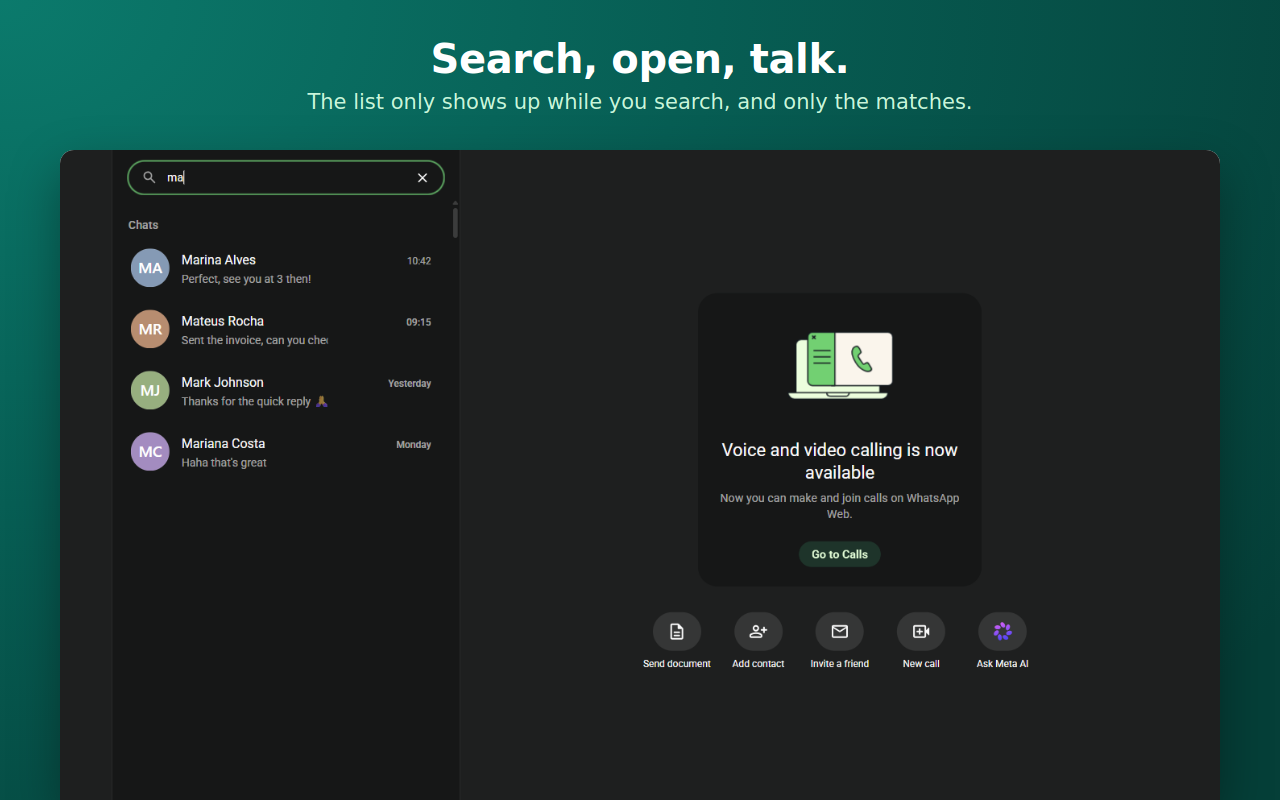 Search, open, talk.
The list only shows up while you search, and only the matches.
ma
Chats
MA
Marina Alves
10:42
Perfect, see you at 3 then!
MR
Mateus Rocha
09:15
Sent the invoice, can you chec
MJ
Mark Johnson
Yesterday
Thanks for the quick reply 🙏🏾
MC
Mariana Costa
Monday
Haha that's great
Voice and video calling is now
available
Now you can make and join calls on WhatsApp
Web.
Go to Calls
Send document
Add contact
Invite a friend
New call
Ask Meta AI